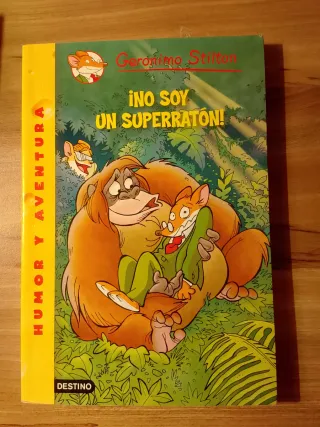 Geronimo Stilton
¡NO SOY
UN SUPERRATÓN!
HUMOR Y AVENTURA
DESTINO